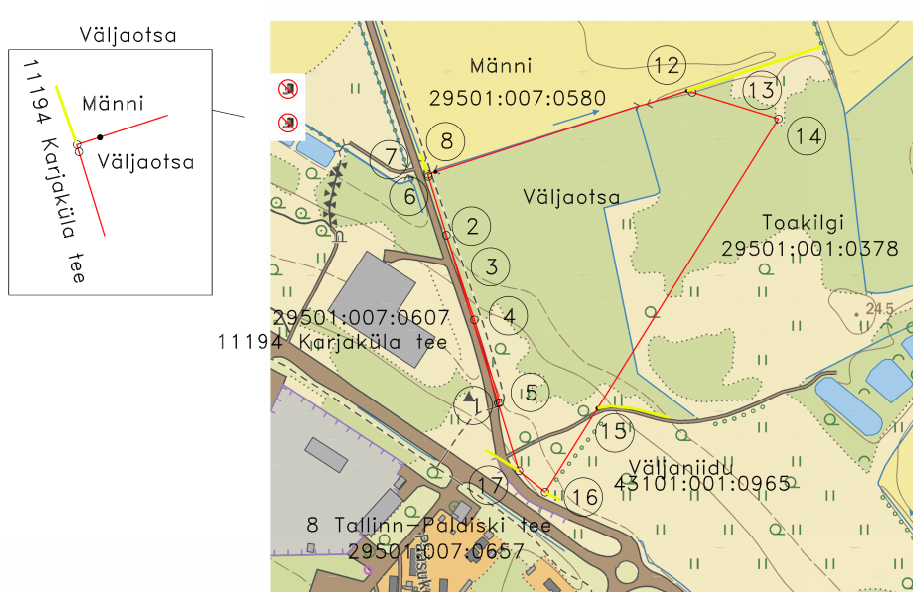 Väljaotsa
11194 Karjaküla tee
Männi
Väljaotsa
Männi
29501:007:0580
12
13
14
8
7
6
Väljaotsa
2
3
4
Toakilgi
29501:001:0378
24.5
29501:007:0607
11194 Karjaküla tee
1
5
15
Väljaniidu
43101:001:0965
17
16
8 Tallinn-Paldiski tee
29501:007:0657